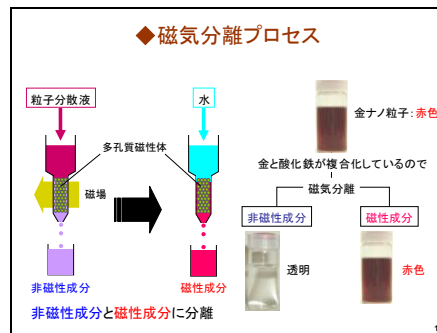 ◆磁気分離プロセス
粒子分散液
水
多孔質磁性体
磁場
非磁性成分
磁性成分
非磁性成分と磁性成分に分離
金ナノ粒子：赤色
金と酸化鉄が複合化しているので
磁気分離
非磁性成分
磁性成分
透明
赤色